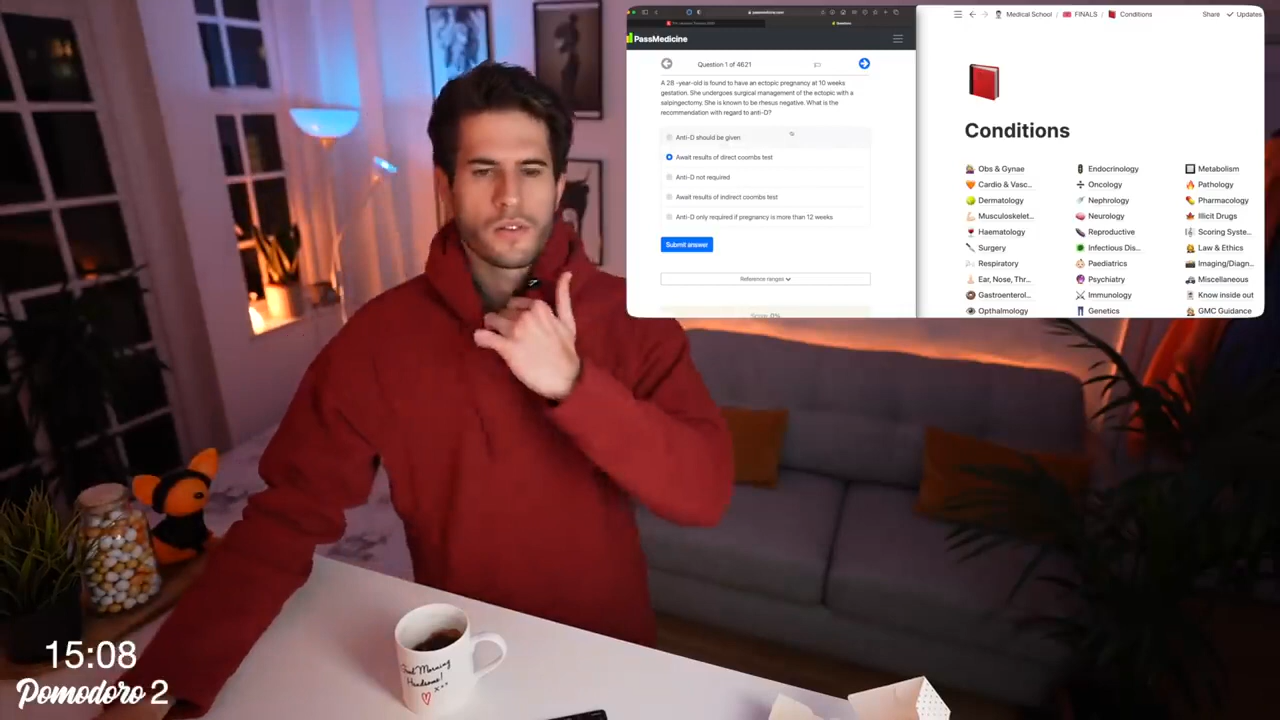 passmedicine.com
Questions
PassMedicine
Question 1 of 4621
A 28 -year-old is found to have an ectopic pregnancy at 10 weeks
gestation. She undergoes surgical management of the ectopic with a
salpingectomy. She is known to be rhesus negative. What is the
recommendation with regard to anti-D?
Anti-D should be given
Await results of direct coombs test
Anti-D not required
Await results of indirect coombs test
Anti-D only required if pregnancy is more than 12 weeks
Submit answer
Reference ranges
Score: 0%
Medical School / FINALS / Conditions
Share
Updates
Conditions
Obs & Gynae
Cardio & Vasc...
Dermatology
Musculoskelet...
Haematology
Surgery
Respiratory
Ear, Nose, Thr...
Gastroenterol...
Opthalmology
Endocrinology
Oncology
Nephrology
Neurology
Reproductive
Infectious Dis...
Paediatrics
Psychiatry
Immunology
Genetics
Metabolism
Pathology
Pharmacology
Illicit Drugs
Scoring Syste...
Law & Ethics
Imaging/Diagn...
Miscellaneous
Know inside out
GMC Guidance
Good Morning
Handsome!
x
15:08
Pomodoro 2